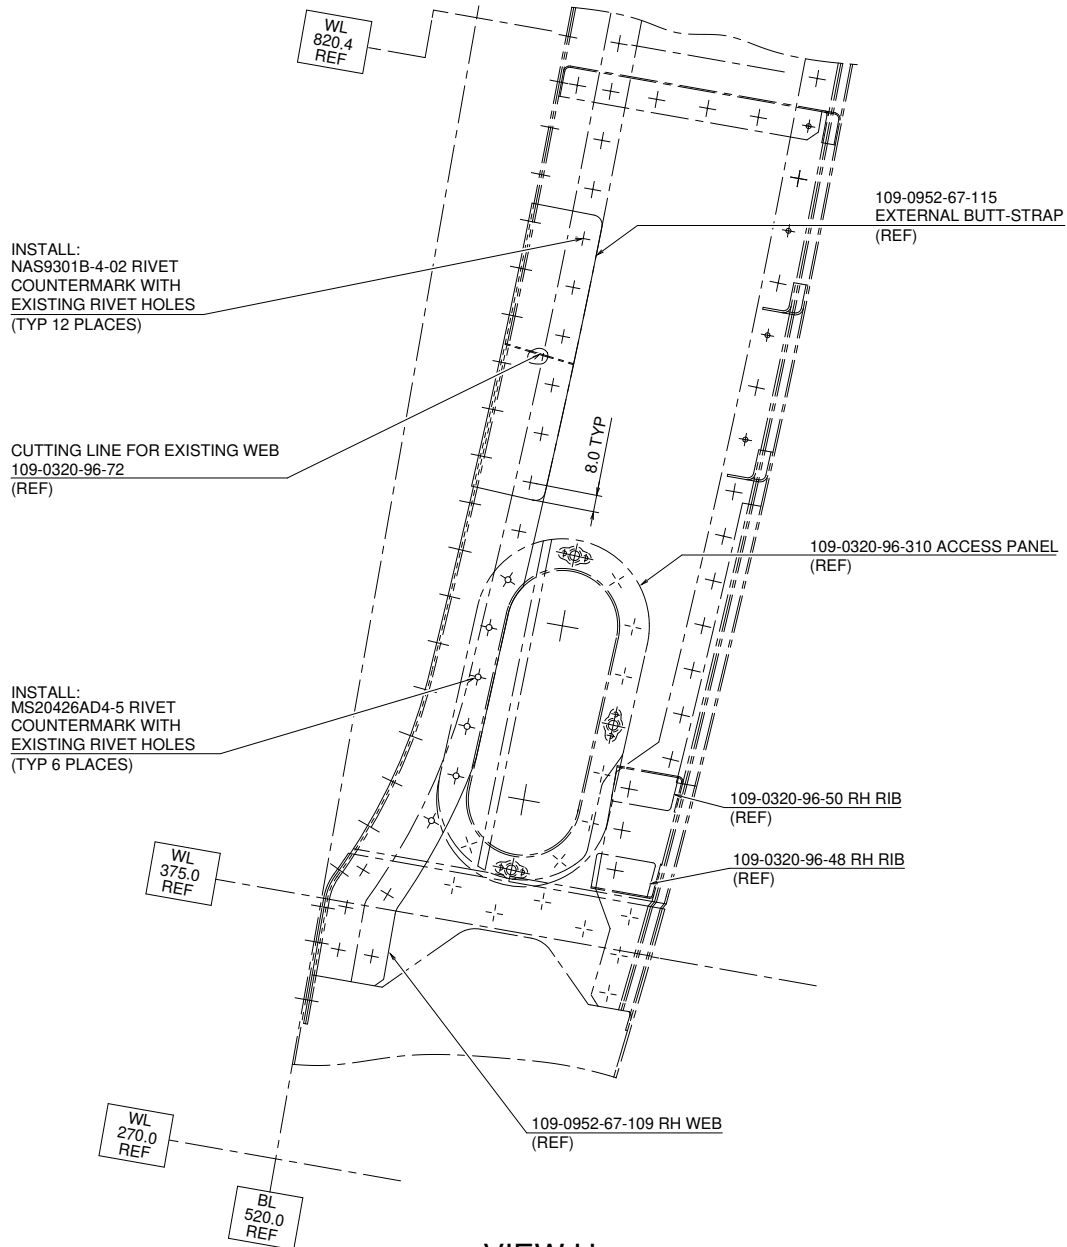 WL
820.4
REF
109-0952-67-115
EXTERNAL BUTT-STRAP
(REF)
INSTALL:
NAS9301B-4-02 RIVET
COUNTERMARK WITH
EXISTING RIVET HOLES
(TYP 12 PLACES)
CUTTING LINE FOR EXISTING WEB
109-0320-96-72
(REF)
8.0 TYP
109-0320-96-310 ACCESS PANEL
(REF)
INSTALL:
MS20426AD4-5 RIVET
COUNTERMARK WITH
EXISTING RIVET HOLES
(TYP 6 PLACES)
109-0320-96-50 RH RIB
(REF)
109-0320-96-48 RH RIB
(REF)
WL
375.0
REF
109-0952-67-109 RH WEB
(REF)
WL
270.0
REF
BL
520.0
REF